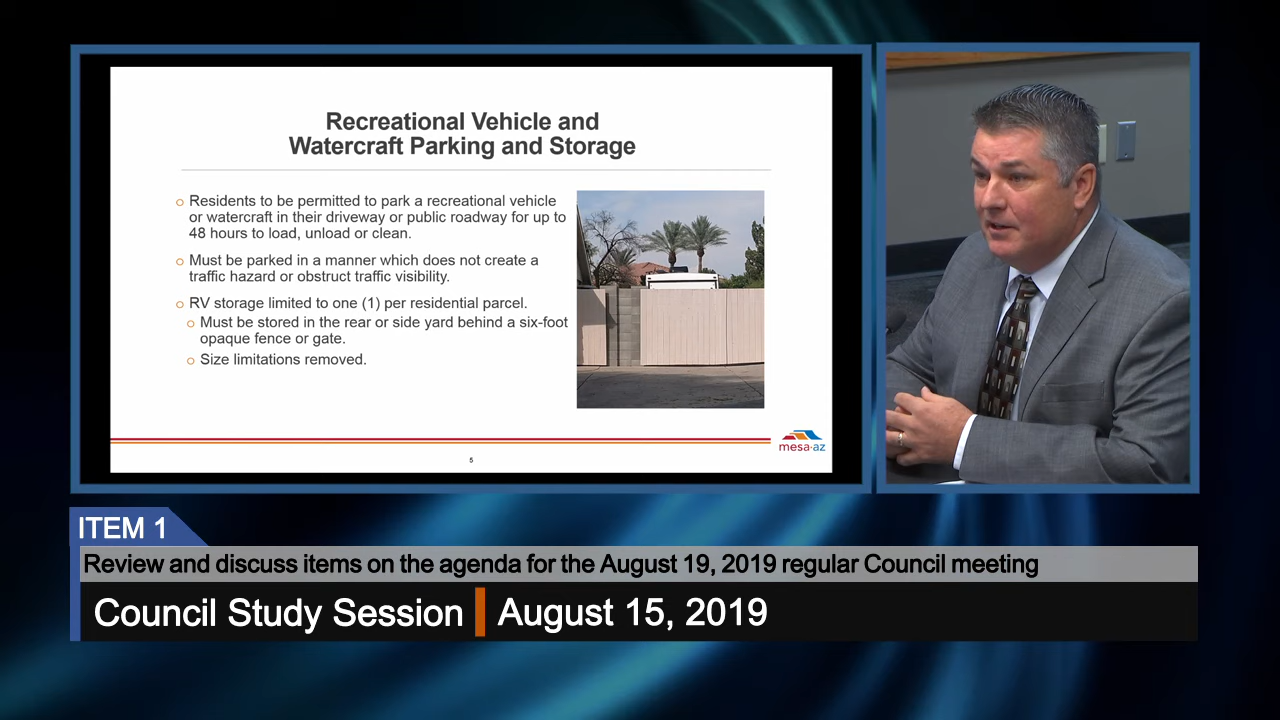 Recreational Vehicle and
Watercraft Parking and Storage
o Residents to be permitted to park a recreational vehicle
or watercraft in their driveway or public roadway for up to
48 hours to load, unload or clean.
o Must be parked in a manner which does not create a
traffic hazard or obstruct traffic visibility.
o RV storage limited to one (1) per residential parcel.
o Must be stored in the rear or side yard behind a six-foot
opaque fence or gate.
o Size limitations removed.
mesa·az
5
ITEM 1
Review and discuss items on the agenda for the August 19, 2019 regular Council meeting
Council Study Session August 15, 2019